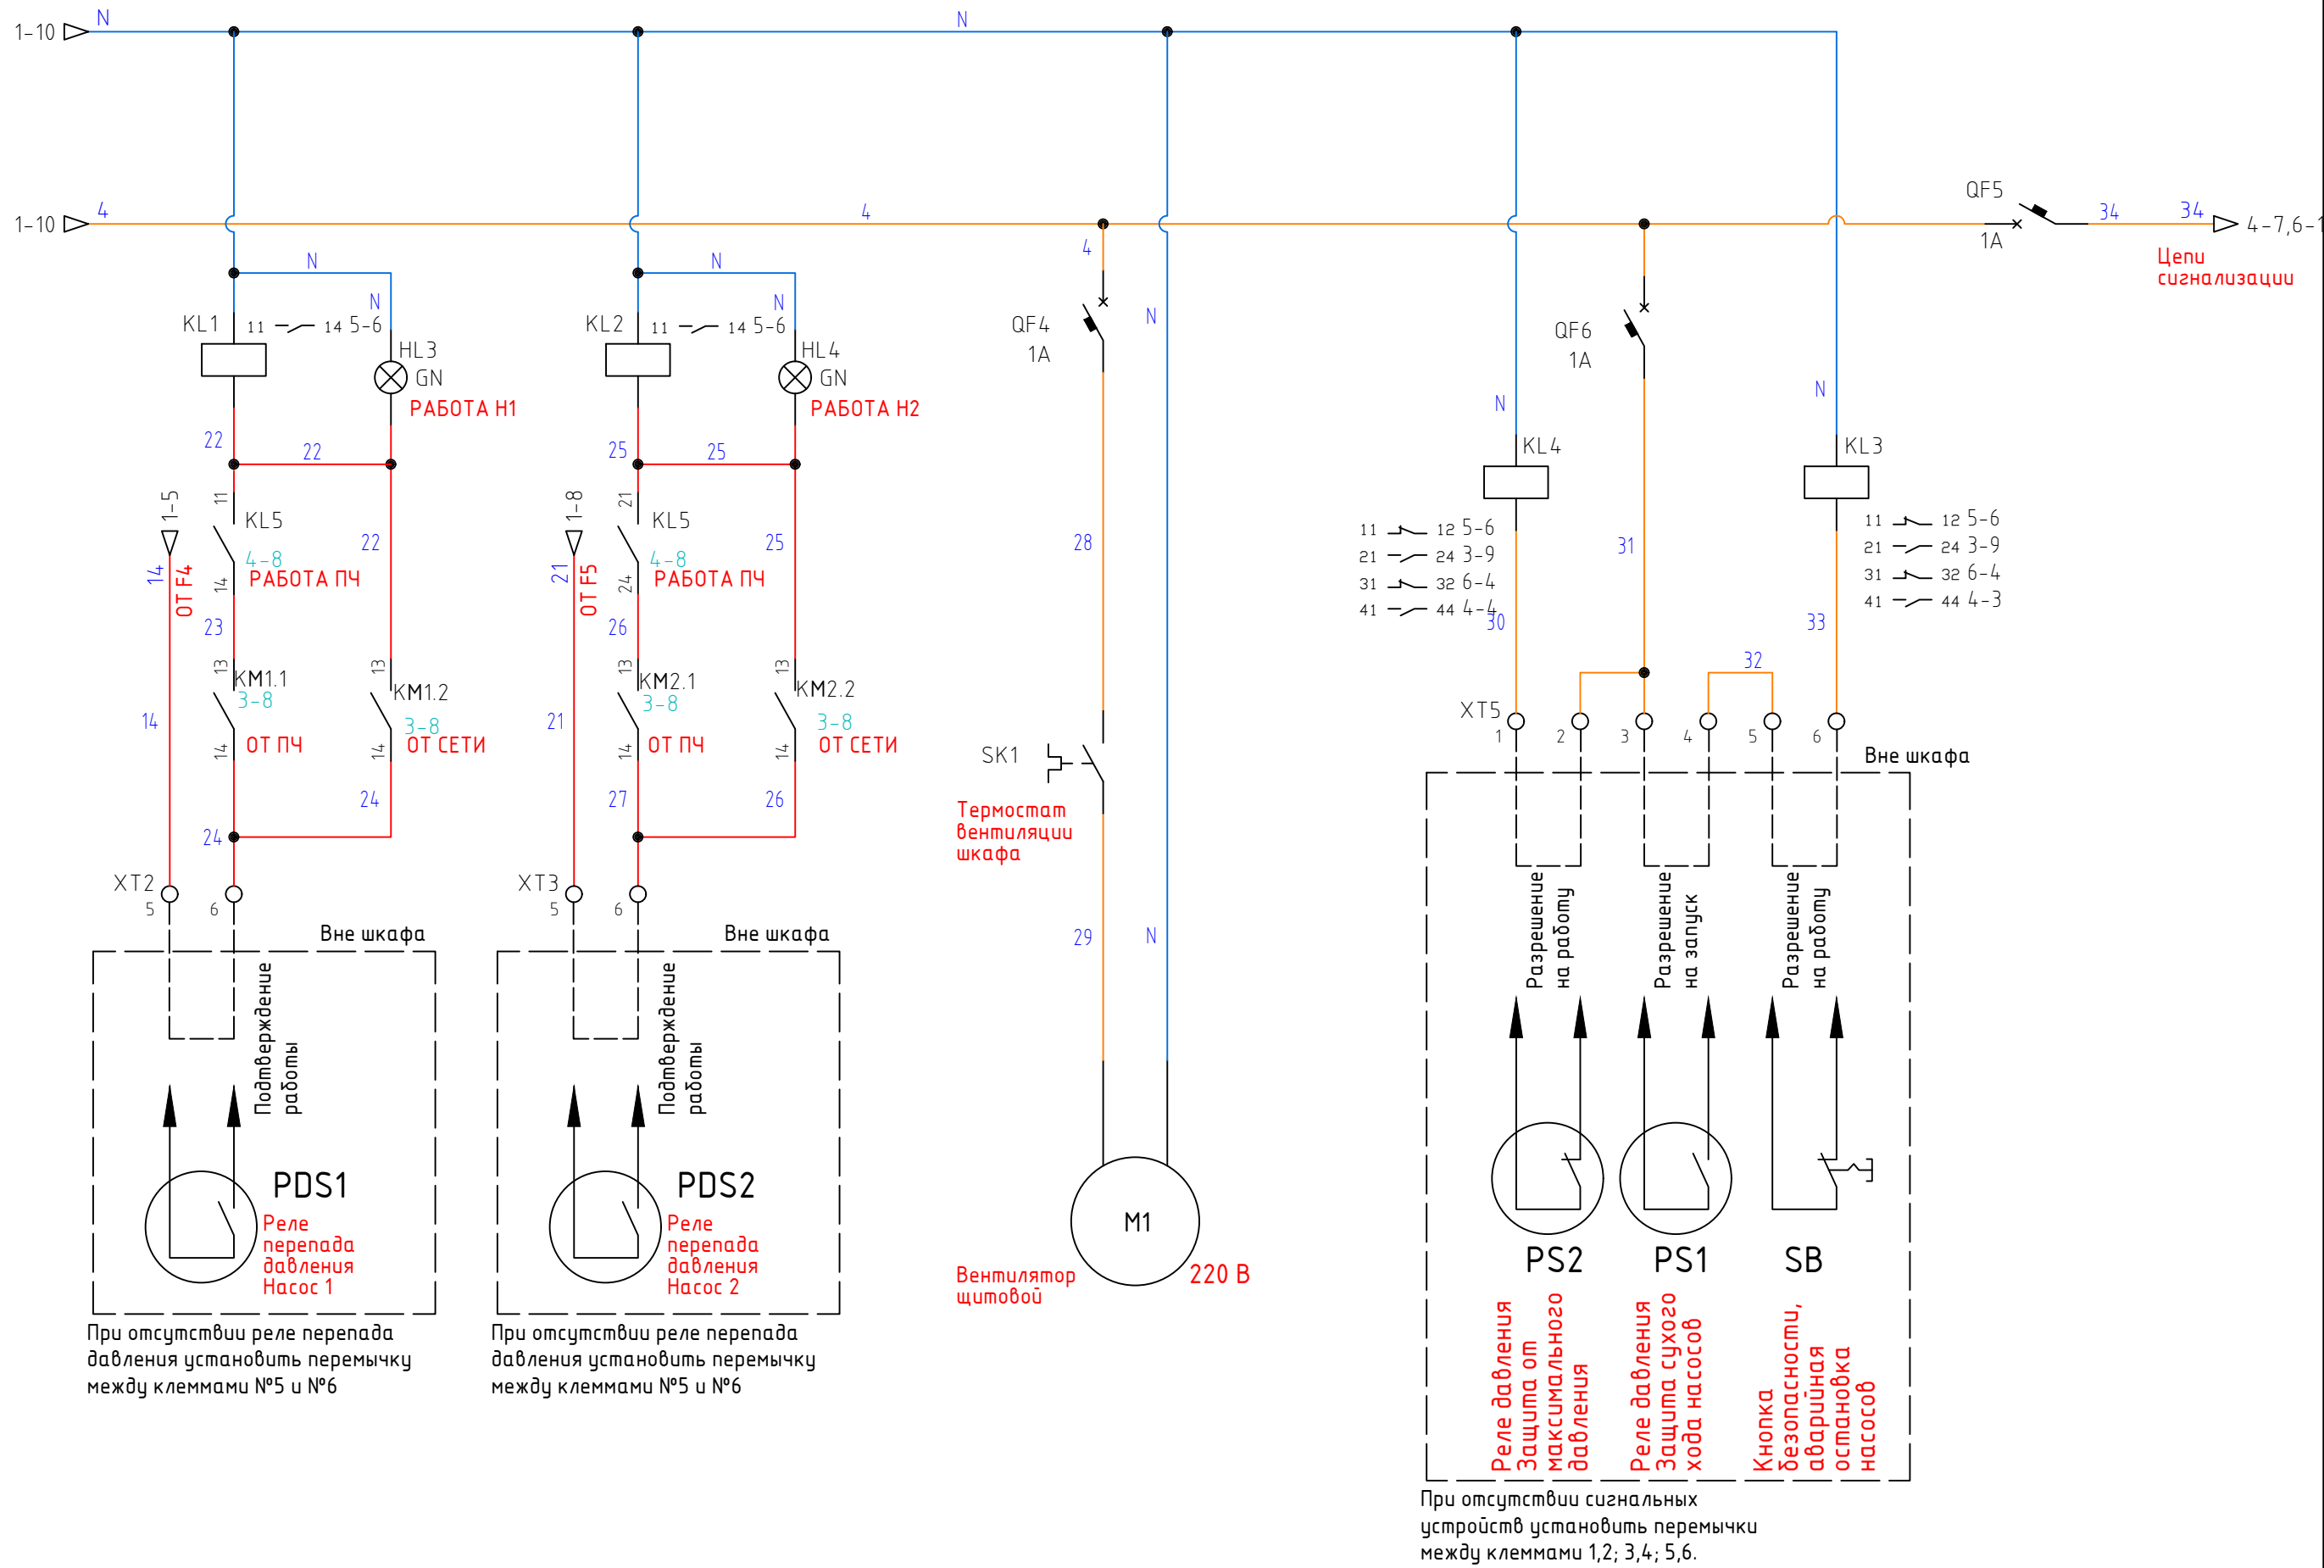 1-10
N
N
1-10
4
4
QF5
1А
34
34
4-7,6-1
Цепи
сигнализации
N
N
KL1
11
14 5-6
HL3
GN
РАБОТА Н1
22
22
1-5
14
ОТ F4
11
KL5
4-8
14
РАБОТА ПЧ
22
23
13
KM1.1
3-8
14
ОТ ПЧ
13
KM1.2
3-8
14
ОТ СЕТИ
14
24
24
XT2
5
6
Вне шкафа
Подтверждение
работы
PDS1
Реле
перепада
давления
Насос 1
При отсутствии реле перепада
давления установить перемычку
между клеммами №5 и №6
N
N
KL2
11
14 5-6
HL4
GN
РАБОТА Н2
25
25
1-8
21
ОТ F5
21
KL5
4-8
24
РАБОТА ПЧ
25
26
13
KM2.1
3-8
14
ОТ ПЧ
13
KM2.2
3-8
14
ОТ СЕТИ
21
27
26
XT3
5
6
Вне шкафа
Подтверждение
работы
PDS2
Реле
перепада
давления
Насос 2
При отсутствии реле перепада
давления установить перемычку
между клеммами №5 и №6
4
N
QF4
1А
28
SK1
Термостат
вентиляции
шкафа
29
N
M1
Вентилятор
щитовой
220 В
QF6
1А
N
N
KL4
11
12 5-6
21
24 3-9
31
32 6-4
41
44 4-4
30
31
KL3
11
12 5-6
21
24 3-9
31
32 6-4
41
44 4-3
33
32
XT5
1
2
3
4
5
6
Вне шкафа
Разрешение
на работу
Разрешение
на запуск
Разрешение
на работу
PS2
PS1
SB
Реле давления
Защита от
максимального
давления
Реле давления
Защита сухого
хода насосов
Кнопка
безопасности,
аварийная
остановка
насосов
При отсутствии сигнальных
устройств установить перемычки
между клеммами 1,2; 3,4; 5,6.